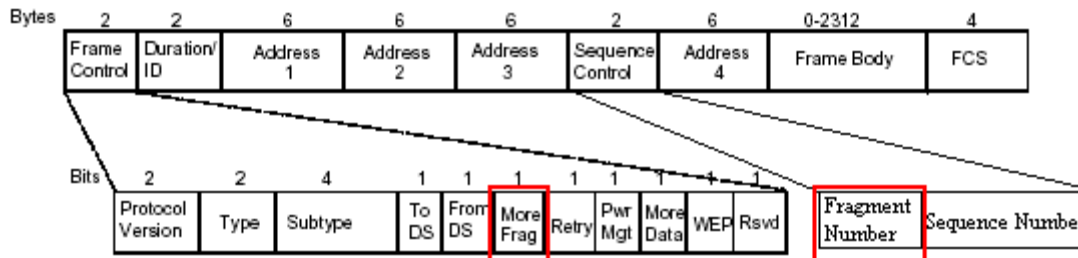 Bytes 2 2 6 6 6 2 6 0-2312 4
Frame Duration/ Address Address Address Sequence Address Frame Body FCS
Control ID 1 2 3 Control 4
Bits 2 2 4 1 1 1 1 1 1 1 1
Protocol Type Subtype To From More Retry Pwr More WEP Rsvd Fragment Sequence Numbe
Version DS DS Frag Mgt Data Number